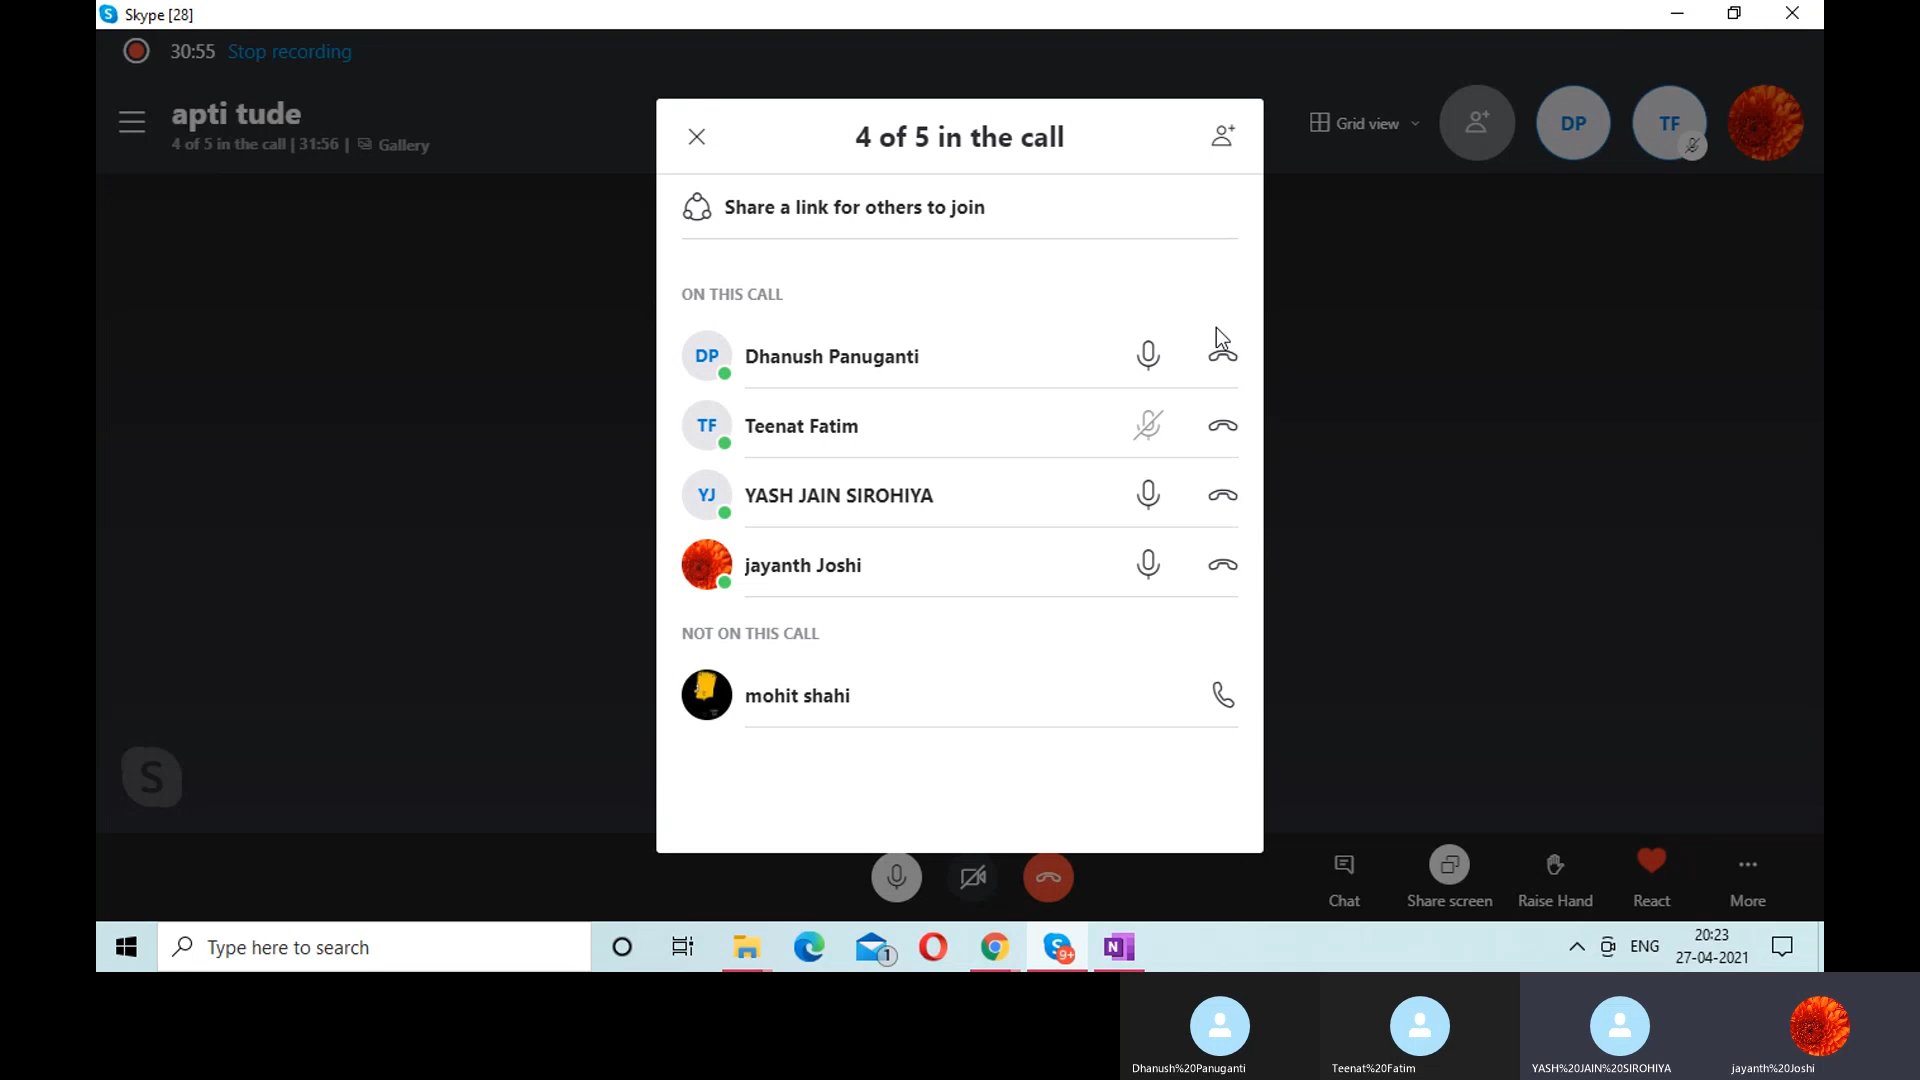 Skype [28]
30:55 Stop recording
apti tude
4 of 5 in the call | 31:56 | Gallery
Grid view
DP
TF
4 of 5 in the call
Share a link for others to join
ON THIS CALL
DP Dhanush Panuganti
TF Teenat Fatim
YJ YASH JAIN SIROHIYA
jayanth Joshi
NOT ON THIS CALL
mohit shahi
S
Chat
Share screen
Raise Hand
React
More
Type here to search
1
S 9+
N
ENG
20:23
27-04-2021
Dhanush%20Panuganti
Teenat%20Fatim
YASH%20JAIN%20SIROHIYA
jayanth%20Joshi